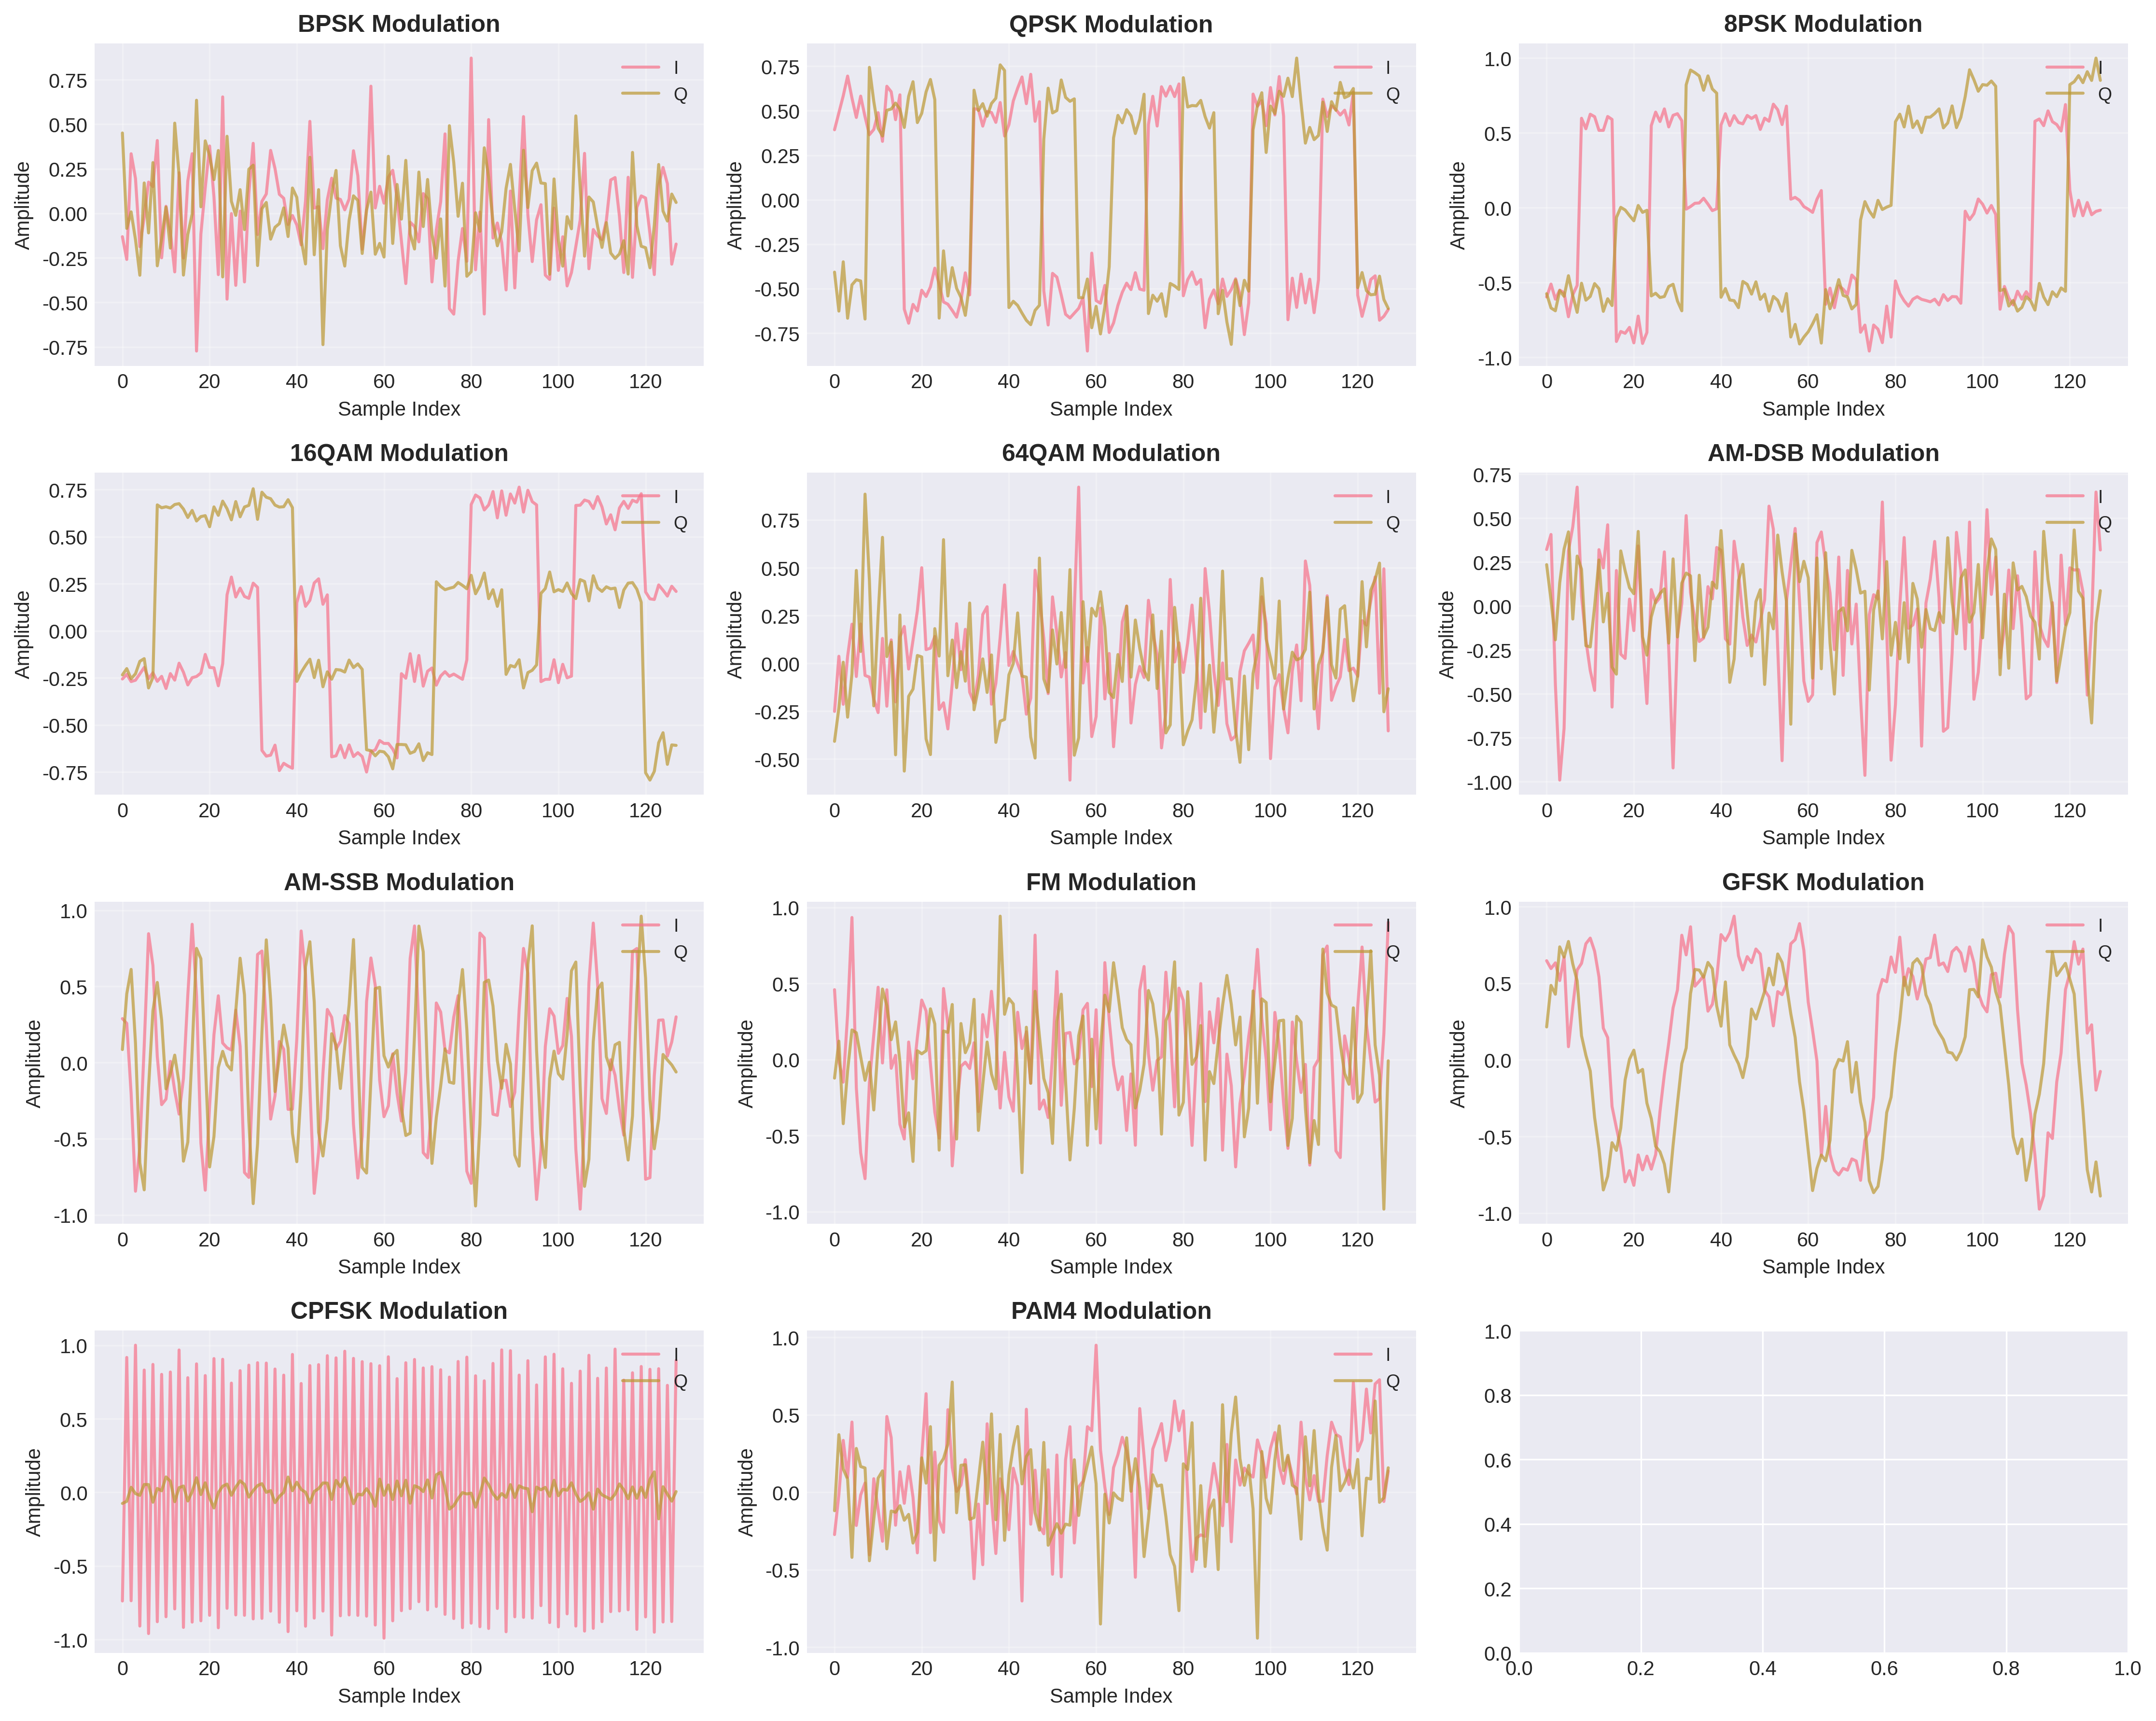 BPSK Modulation
0.75
0.50
0.25
0.00
-0.25
-0.50
-0.75
Amplitude
I
Q
0 20 40 60 80 100 120
Sample Index
QPSK Modulation
0.75
0.50
0.25
0.00
-0.25
-0.50
-0.75
Amplitude
I
Q
0 20 40 60 80 100 120
Sample Index
8PSK Modulation
1.0
0.5
0.0
-0.5
-1.0
Amplitude
I
Q
0 20 40 60 80 100 120
Sample Index
16QAM Modulation
0.75
0.50
0.25
0.00
-0.25
-0.50
-0.75
Amplitude
I
Q
0 20 40 60 80 100 120
Sample Index
64QAM Modulation
0.75
0.50
0.25
0.00
-0.25
-0.50
Amplitude
I
Q
0 20 40 60 80 100 120
Sample Index
AM-DSB Modulation
0.75
0.50
0.25
0.00
-0.25
-0.50
-0.75
-1.00
Amplitude
I
Q
0 20 40 60 80 100 120
Sample Index
AM-SSB Modulation
1.0
0.5
0.0
-0.5
-1.0
Amplitude
I
Q
0 20 40 60 80 100 120
Sample Index
FM Modulation
1.0
0.5
0.0
-0.5
-1.0
Amplitude
I
Q
0 20 40 60 80 100 120
Sample Index
GFSK Modulation
1.0
0.5
0.0
-0.5
-1.0
Amplitude
I
Q
0 20 40 60 80 100 120
Sample Index
CPFSK Modulation
1.0
0.5
0.0
-0.5
-1.0
Amplitude
I
Q
0 20 40 60 80 100 120
Sample Index
PAM4 Modulation
1.0
0.5
0.0
-0.5
-1.0
Amplitude
I
Q
0 20 40 60 80 100 120
Sample Index
1.0
0.8
0.6
0.4
0.2
0.0
0.0 0.2 0.4 0.6 0.8 1.0